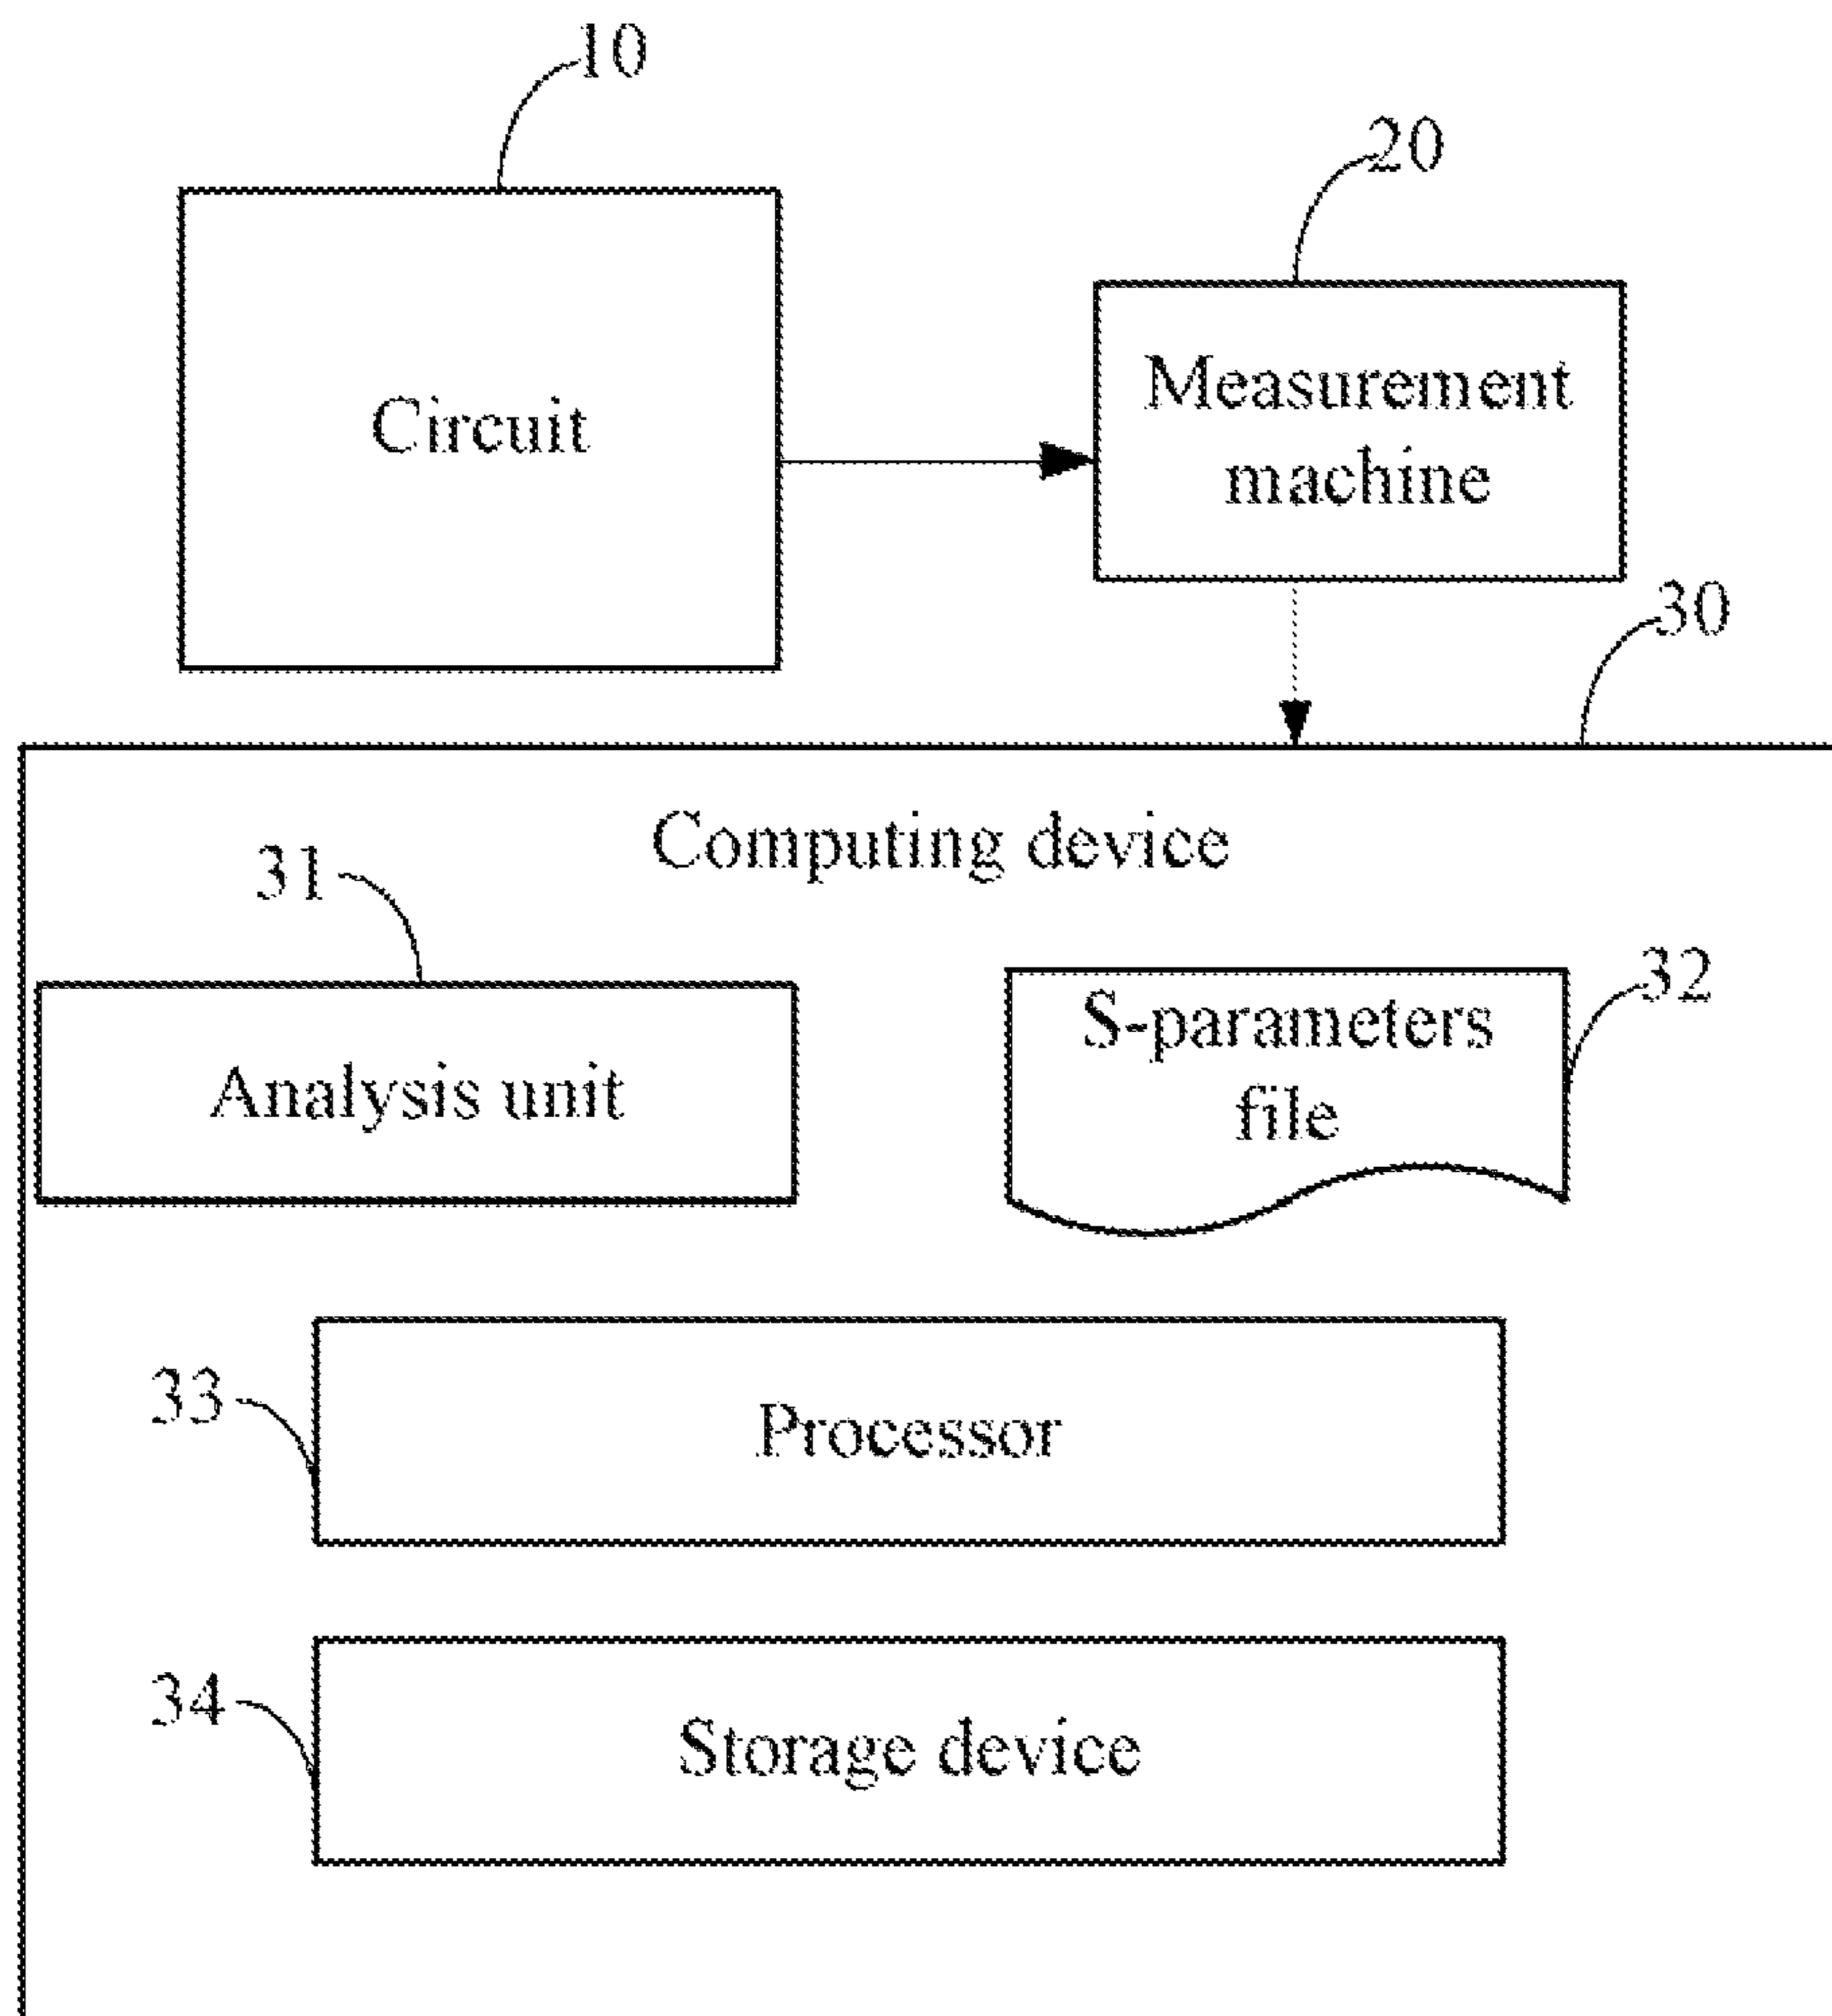 10
20
Circuit
Measurement
machine
30
Computing device
31
32
Analysis unit
S-parameters
file
33
Processor
34
Storage device